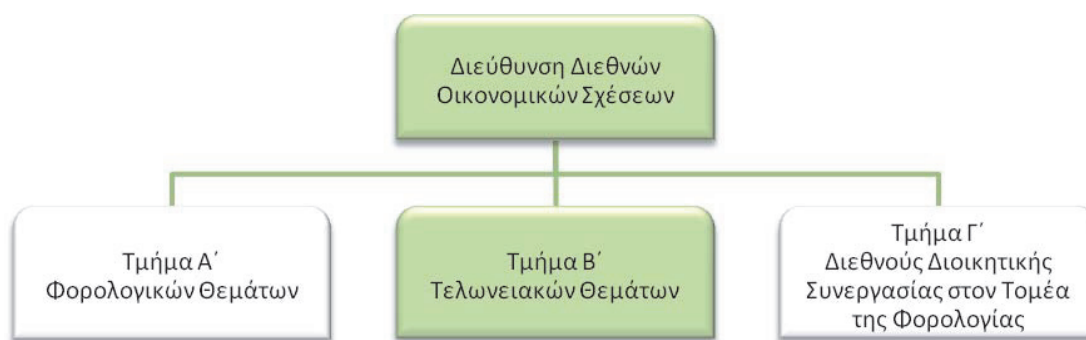 Διεύθυνση Διεθνών
Οικονομικών Σχέσεων
Τμήμα Α΄
Φορολογικών Θεμάτων
Τμήμα Β΄
Τελωνειακών Θεμάτων
Τμήμα Γ΄
Διεθνούς Διοικητικής
Συνεργασίας στον Τομέα
της Φορολογίας